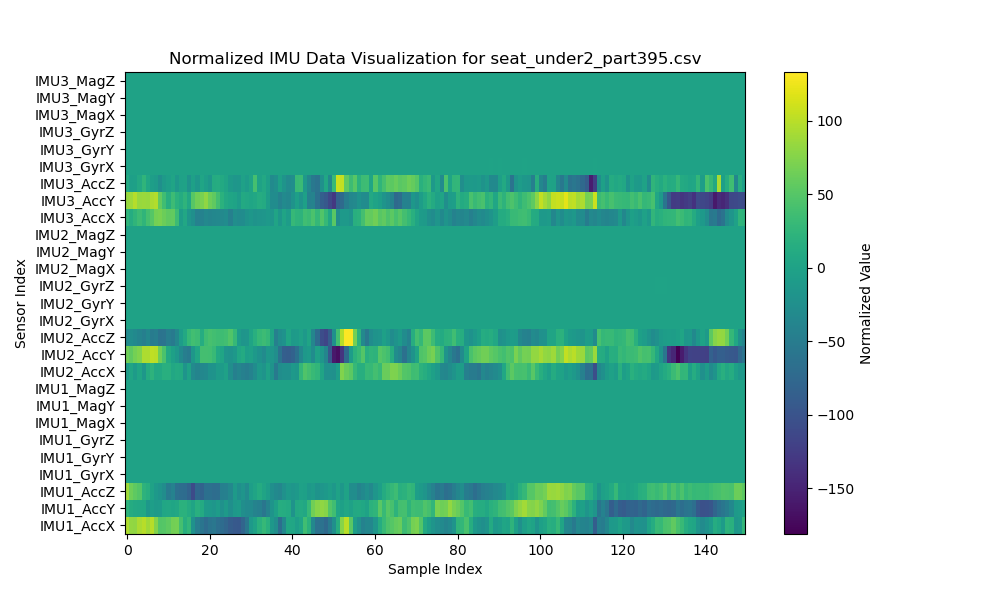 Normalized IMU Data Visualization for seat_under2_part395.csv
IMU3_MagZ
IMU3_MagY
IMU3_MagX
IMU3_GyrZ
IMU3_GyrY
IMU3_GyrX
IMU3_AccZ
IMU3_AccY
IMU3_AccX
IMU2_MagZ
IMU2_MagY
IMU2_MagX
IMU2_GyrZ
IMU2_GyrY
IMU2_GyrX
IMU2_AccZ
IMU2_AccY
IMU2_AccX
IMU1_MagZ
IMU1_MagY
IMU1_MagX
IMU1_GyrZ
IMU1_GyrY
IMU1_GyrX
IMU1_AccZ
IMU1_AccY
IMU1_AccX
Sensor Index
0 20 40 60 80 100 120 140
Sample Index
100
50
0
−50
−100
−150
Normalized Value